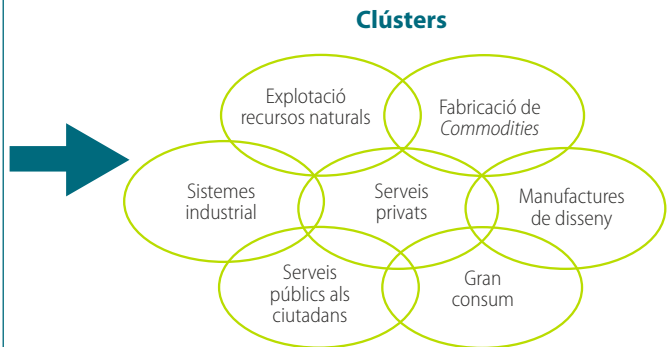 Clústers
Explotació
recursos naturals
Fabricació de
Commodities
Sistemes
industrial
Serveis
privats
Manufactures
de disseny
Serveis
públics als
ciutadans
Gran
consum